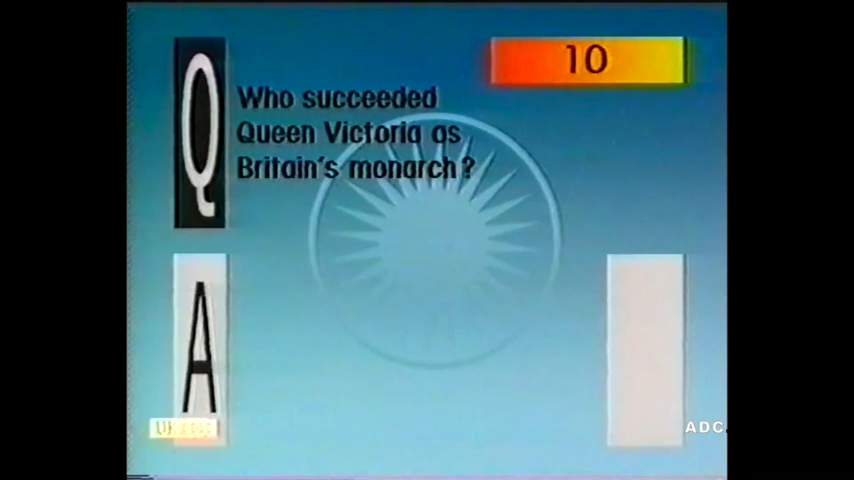 Q
10
Who succeeded
Queen Victoria as
Britain's monarch?
A
ADC